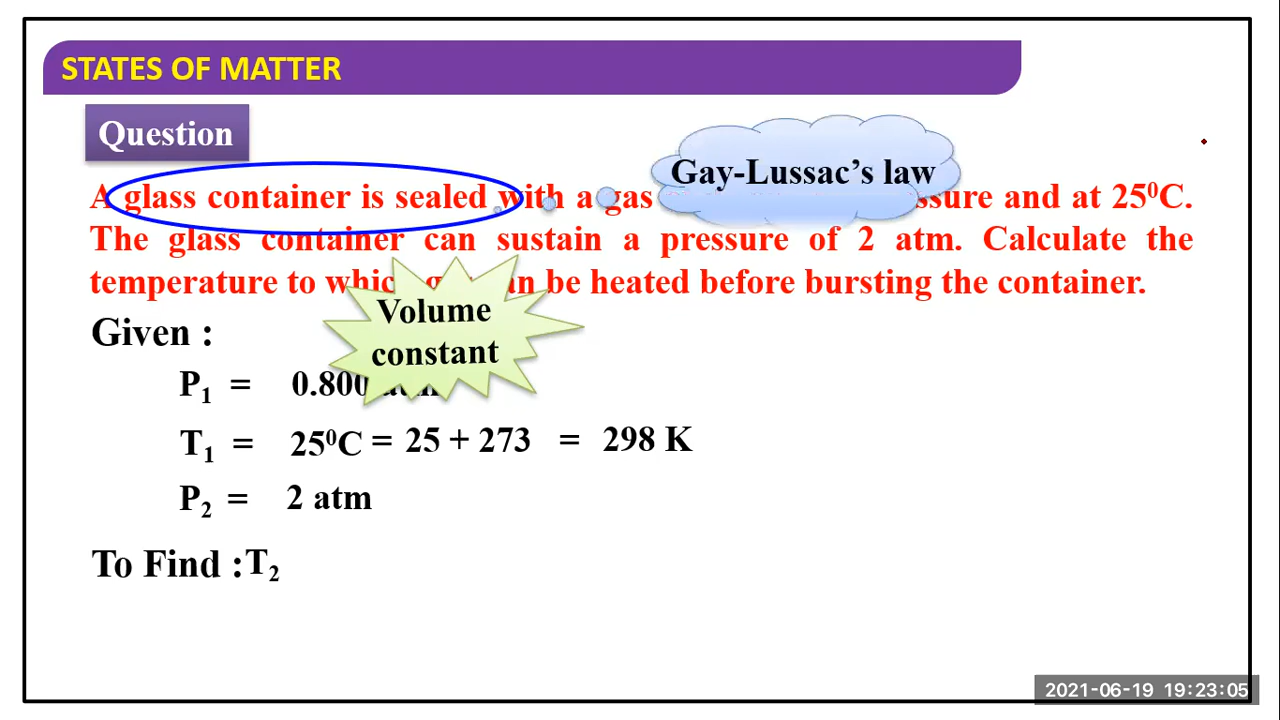 STATES OF MATTER
Question
Gay-Lussac’s law
A glass container is sealed with a gas ssure and at 25⁰C.
The glass container can sustain a pressure of 2 atm. Calculate the
temperature to which be heated before bursting the container.
Volume
constant
Given :
P₁ = 0.800 atm
T₁ = 25⁰C = 25 + 273 = 298 K
P₂ = 2 atm
To Find : T₂
2021-06-19 19:23:05